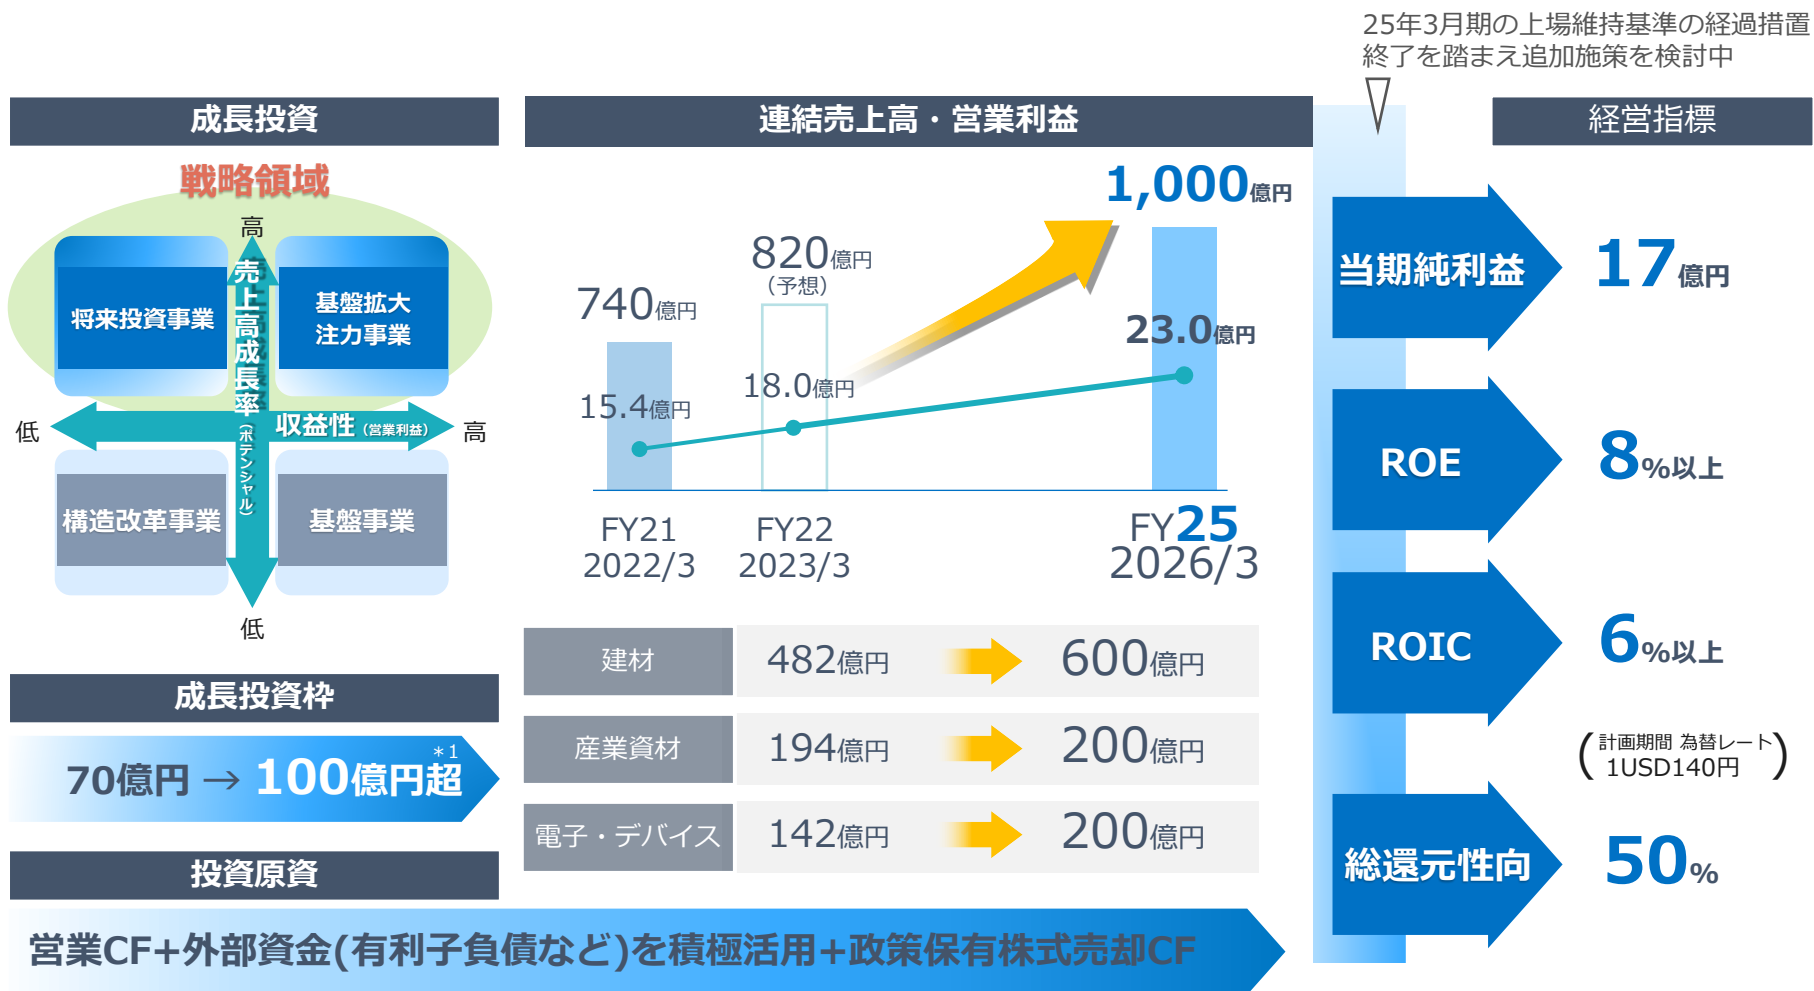 25年3月期の上場維持基準の経過措置
終了を踏まえ追加施策を検討中
成長投資
戦略領域
高
将来投資事業
基盤拡大
注力事業
売上高成長率(ポテンシャル)
低
収益性(営業利益)
高
構造改革事業
基盤事業
低
成長投資枠
70億円 → 100億円超
*1
投資原資
営業CF+外部資金(有利子負債など)を積極活用+政策保有株式売却CF
連結売上高・営業利益
1,000億円
820億円
(予想)
740億円
23.0億円
18.0億円
15.4億円
FY21
2022/3
FY22
2023/3
FY25
2026/3
建材
482億円
600億円
産業資材
194億円
200億円
電子・デバイス
142億円
200億円
経営指標
当期純利益
17億円
ROE
8%以上
ROIC
6%以上
(計画期間 為替レート
1USD140円)
総還元性向
50%